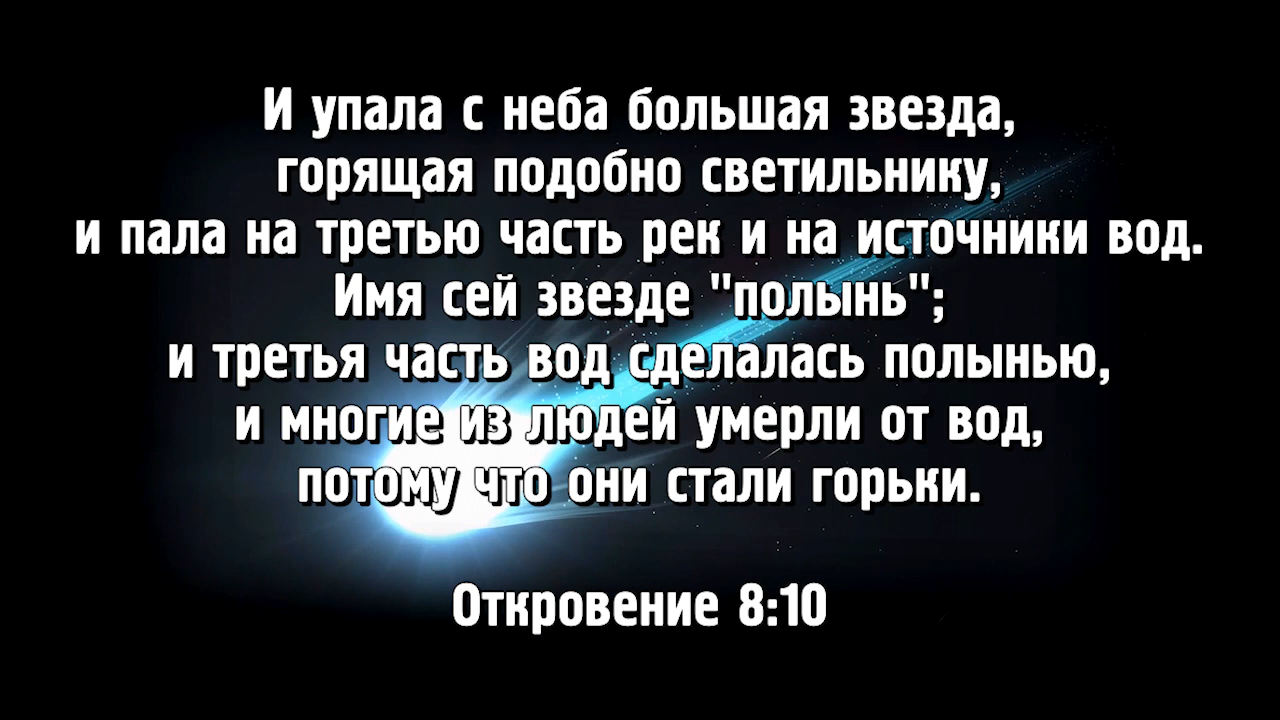 И упала с неба большая звезда,
горящая подобно светильнику,
и пала на третью часть рек и на источники вод.
Имя сей звезде "полынь";
и третья часть вод сделалась полынью,
и многие из людей умерли от вод,
потому что они стали горьки.
Откровение 8:10